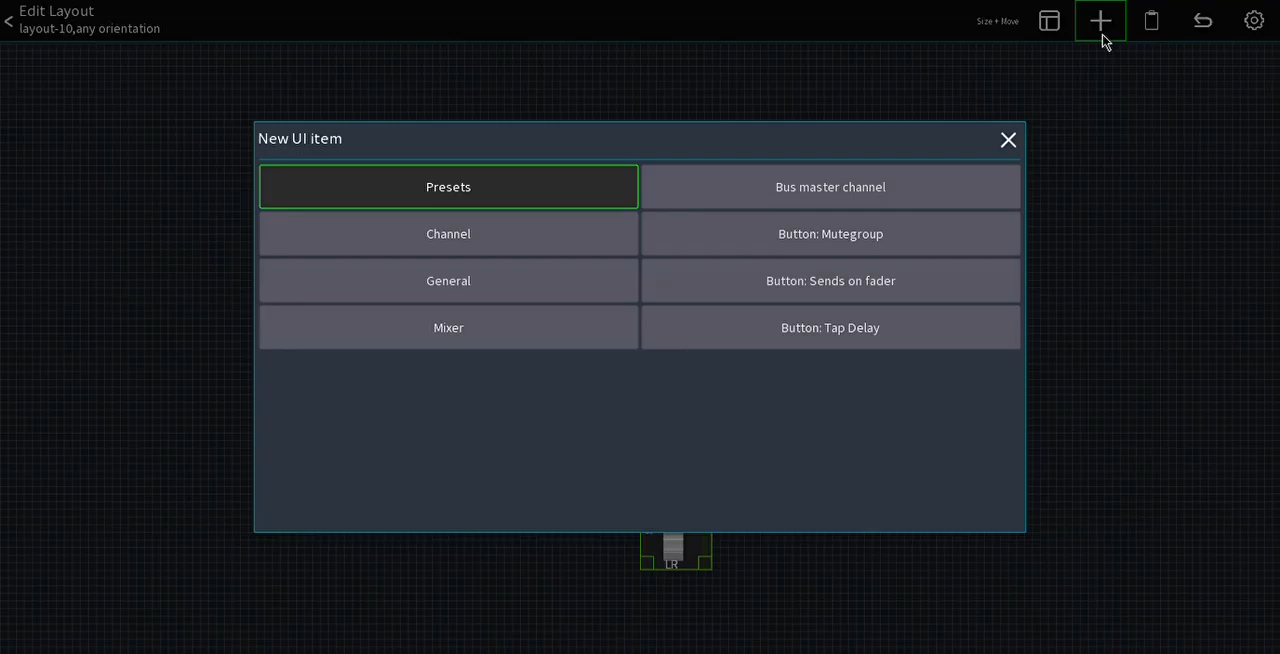 Edit Layout
layout-10,any orientation
Size + Move
New UI item
Presets
Bus master channel
Channel
Button: Mutegroup
General
Button: Sends on fader
Mixer
Button: Tap Delay
LR